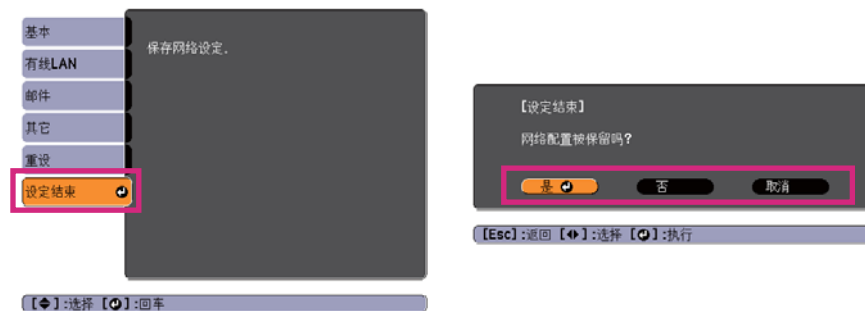 基本
保存网络设定.
有线LAN
邮件
其它
重设
设定结束
【◆】:选择 【⏎】:回车
【设定结束】
网络配置被保留吗?
是 否 取消
【Esc】:返回 【◀▶】:选择 【⏎】:执行